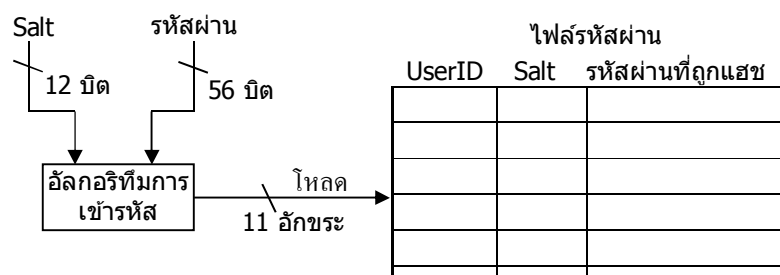 Salt รหัสผ่าน
ไฟล์รหัสผ่าน
UserID Salt รหัสผ่านที่ถูกแฮช
12 บิต 56 บิต
อัลกอริทึมการ
เข้ารหัส
โหลด
11 อักขระ